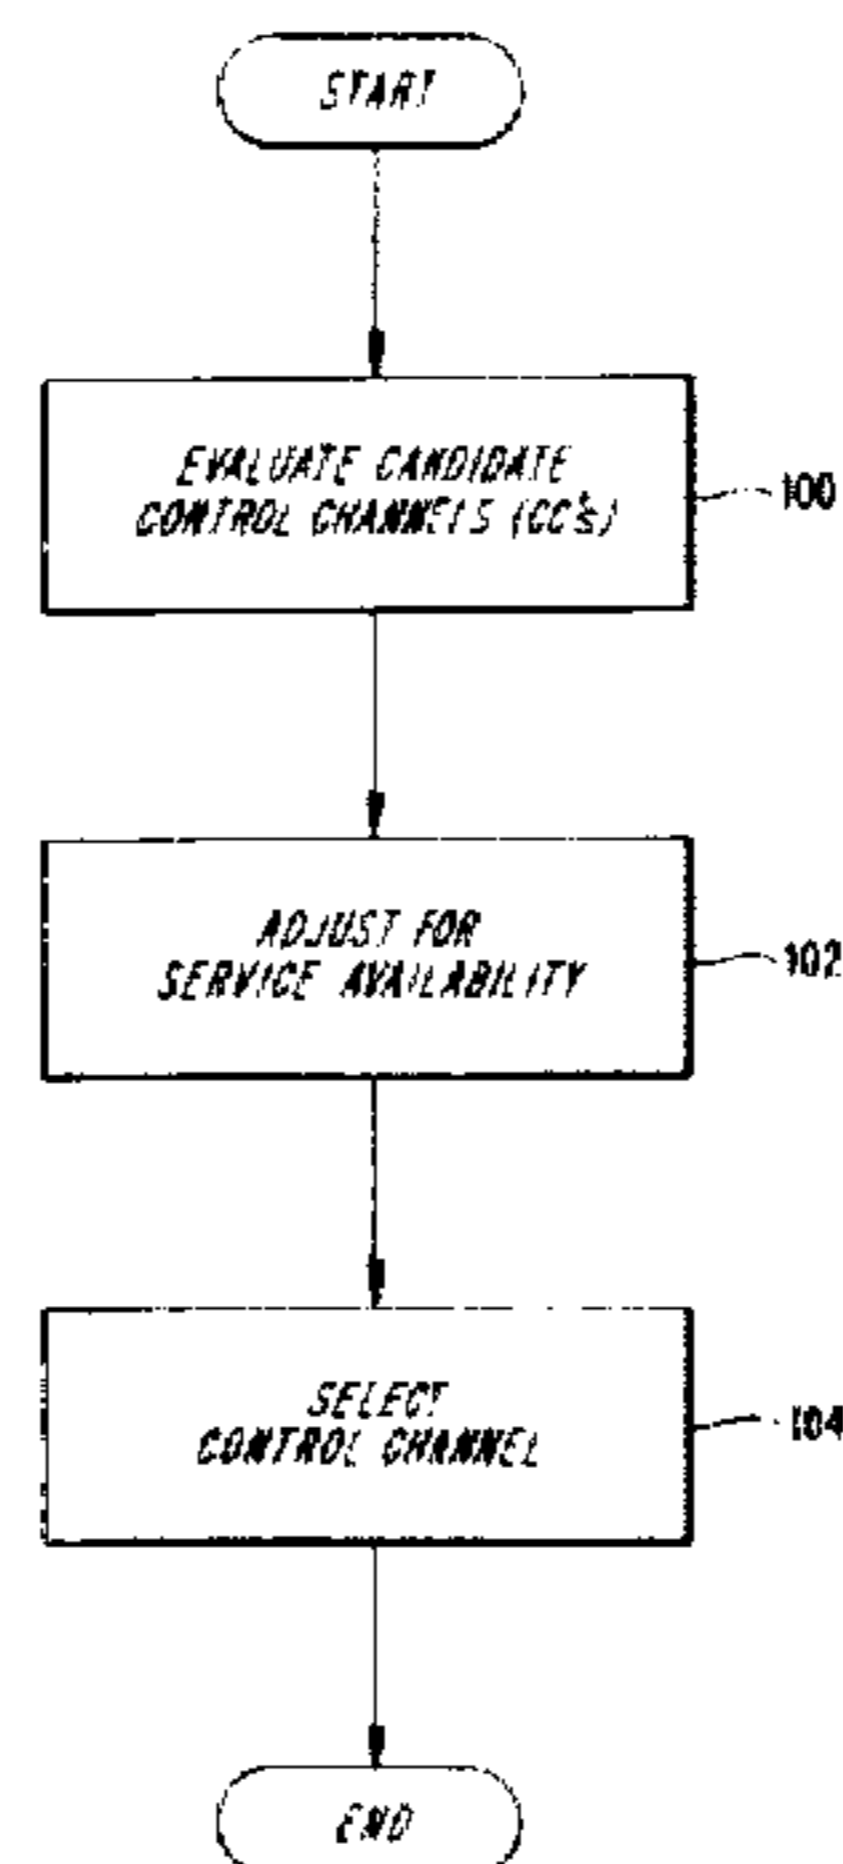 START
EVALUATE CANDIDATE
CONTROL CHANNELS (CC's)
100
ADJUST FOR
SERVICE AVAILABILITY
102
SELECT
CONTROL CHANNEL
104
END